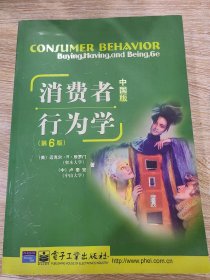 CONSUMER BEHAVIOR
Buying,Having,and Being,6e
消费者
中国版
行为学
(第6版)
电子工业出版社
http://www.phei.com.cn